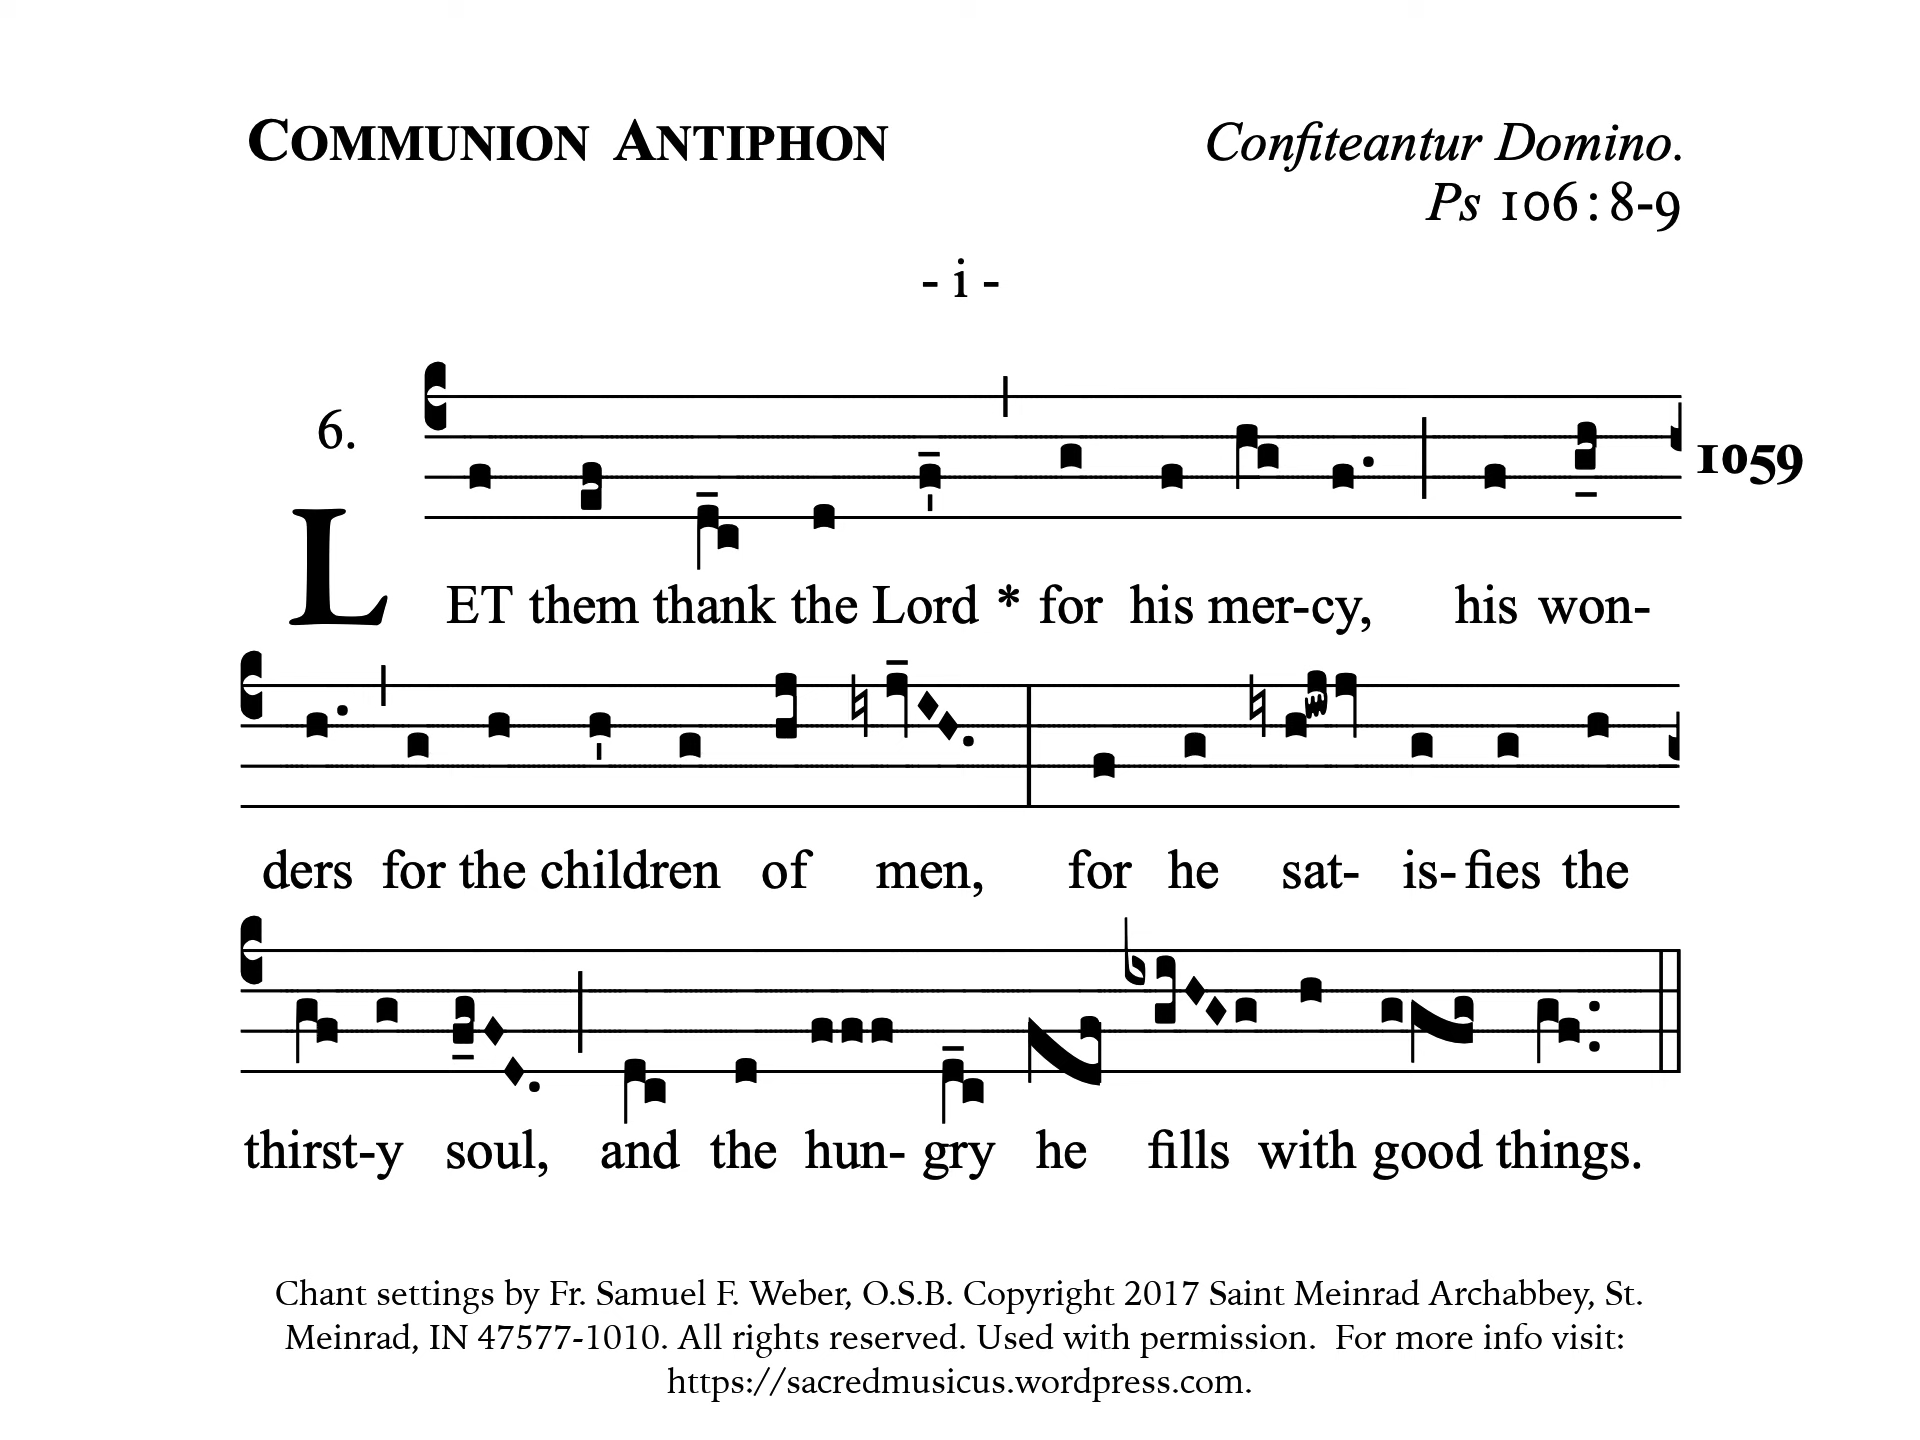 COMMUNION ANTIPHON Confiteantur Domino.
Ps 106:8-9
- i -
6.
1059
LET them thank the Lord * for his mer-cy, his won-
ders for the children of men, for he sat- is-fies the
thirst-y soul, and the hun- gry he fills with good things.
Chant settings by Fr. Samuel F. Weber, O.S.B. Copyright 2017 Saint Meinrad Archabbey, St.
Meinrad, IN 47577-1010. All rights reserved. Used with permission. For more info visit:
https://sacredmusicus.wordpress.com.